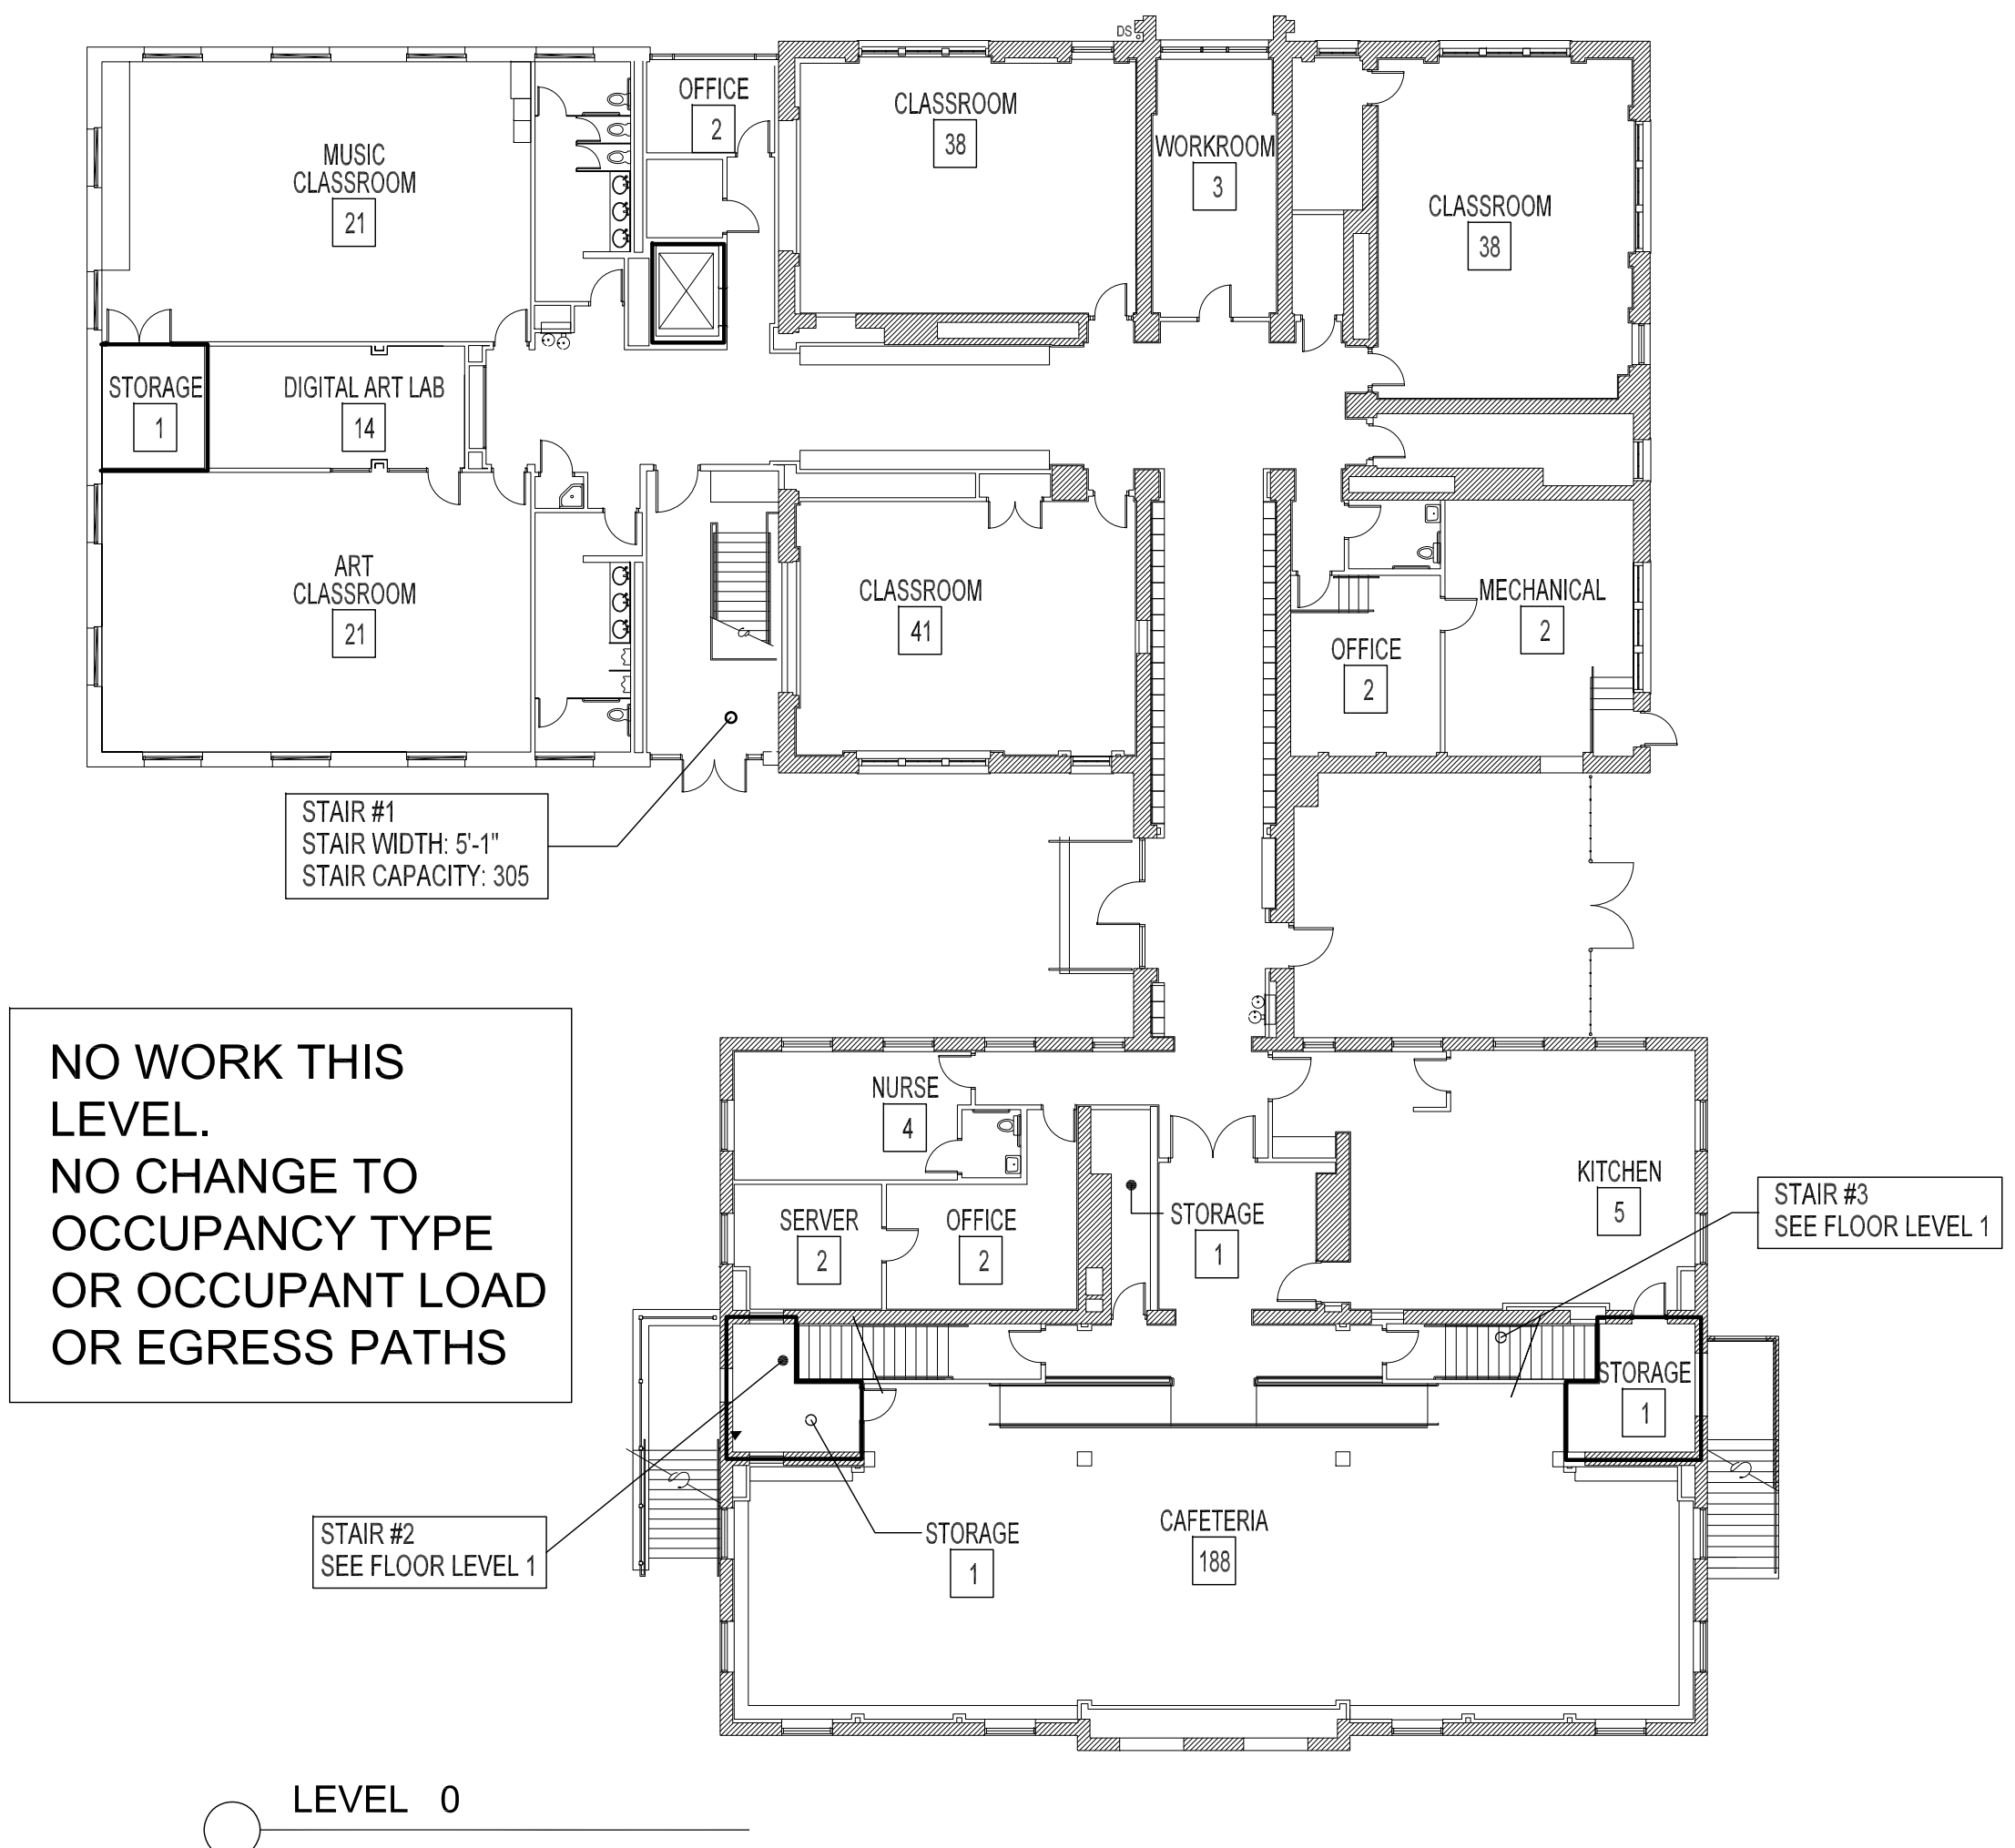 DS
OFFICE
2
CLASSROOM
38
WORKROOM
3
MUSIC
CLASSROOM
21
CLASSROOM
38
STORAGE
1
DIGITAL ART LAB
14
ART
CLASSROOM
21
CLASSROOM
41
MECHANICAL
2
OFFICE
2
STAIR #1
STAIR WIDTH: 5'-1"
STAIR CAPACITY: 305
NO WORK THIS
LEVEL.
NO CHANGE TO
OCCUPANCY TYPE
OR OCCUPANT LOAD
OR EGRESS PATHS
NURSE
4
KITCHEN
5
STAIR #3
SEE FLOOR LEVEL 1
SERVER
2
OFFICE
2
STORAGE
1
STORAGE
1
STAIR #2
SEE FLOOR LEVEL 1
STORAGE
1
CAFETERIA
188
LEVEL 0